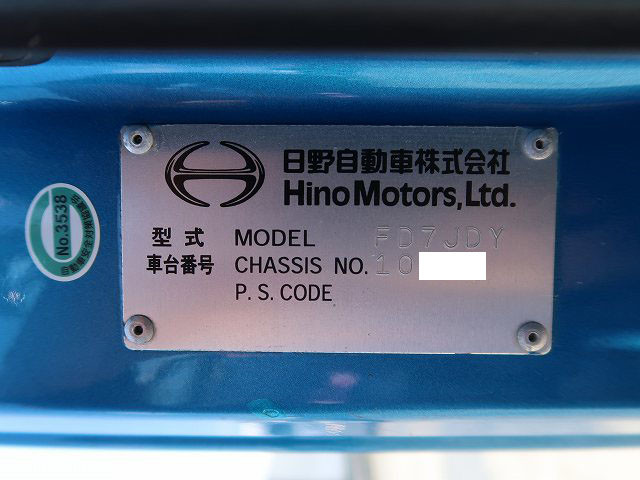 日野自動車株式会社
Hino Motors, Ltd.
型式 MODEL FD7JDY
車台番号 CHASSIS NO. 10
P. S. CODE
No.3538